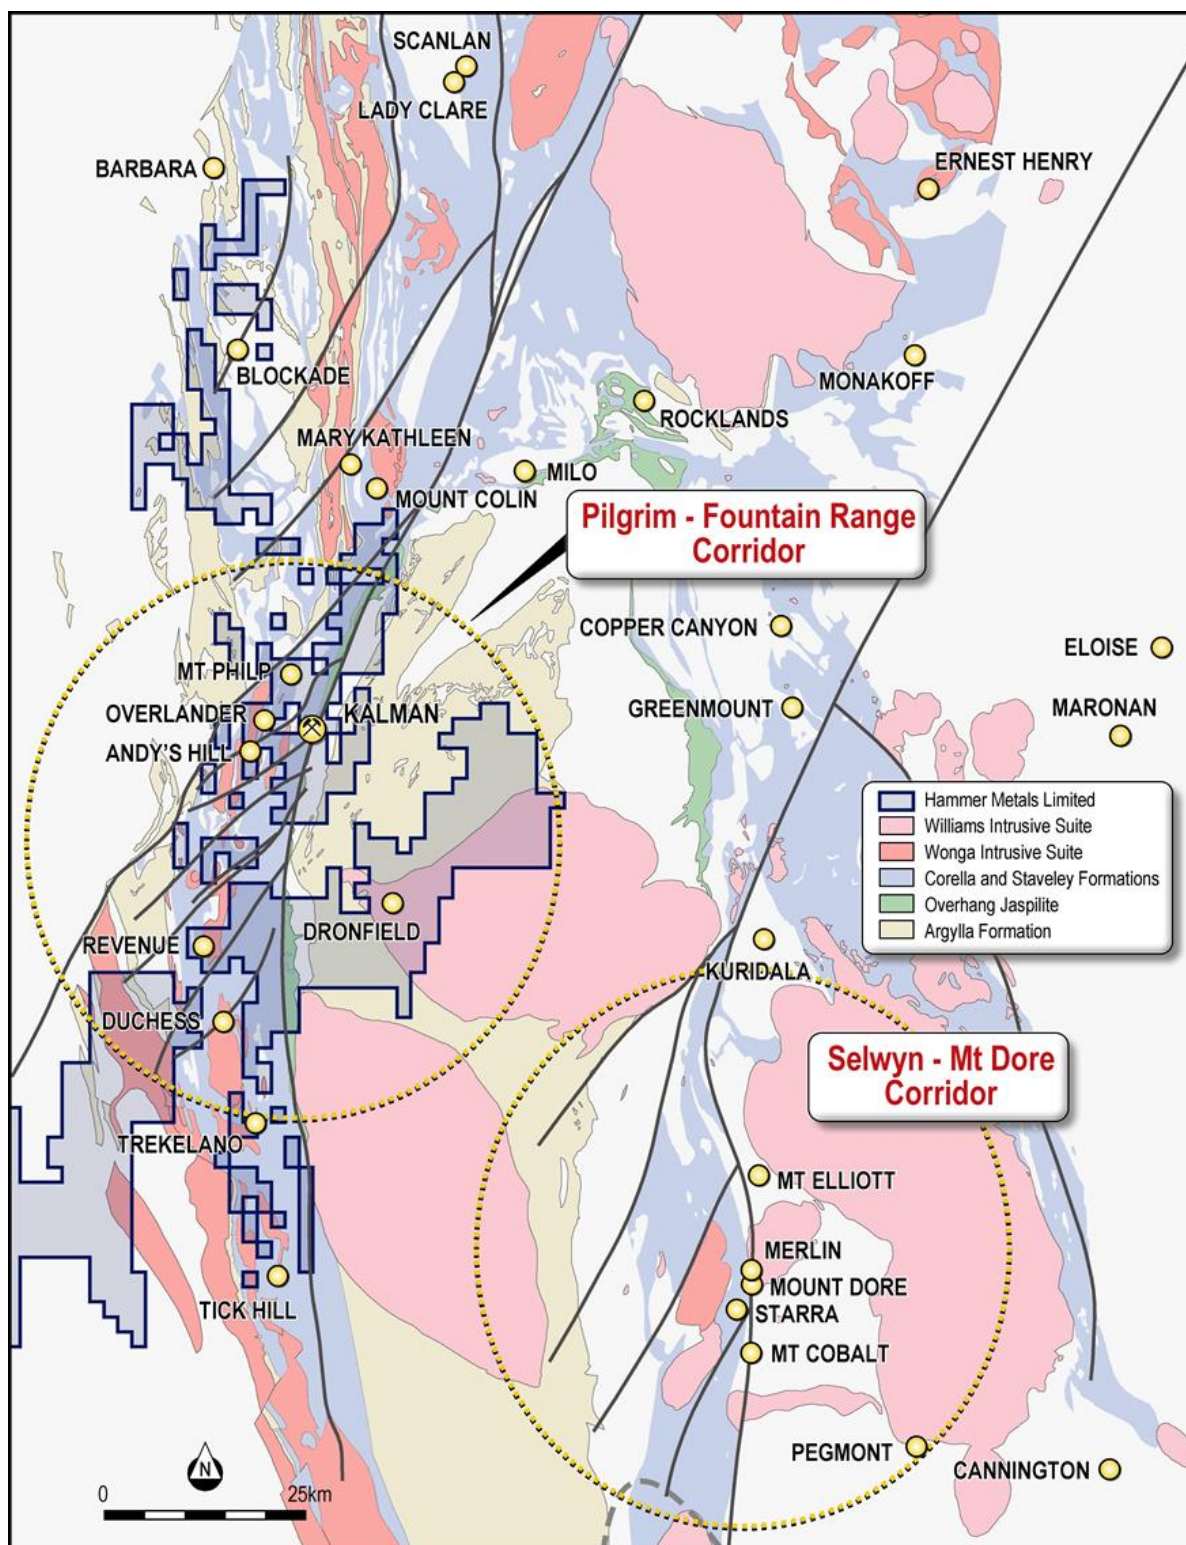 SCANLAN
LADY CLARE
BARBARA
ERNEST HENRY
BLOCKADE
MONAKOFF
ROCKLANDS
MARY KATHLEEN
MILO
MOUNT COLIN
Pilgrim - Fountain Range
Corridor
COPPER CANYON
ELOISE
MT PHILP
OVERLANDER
KALMAN
GREENMOUNT
MARONAN
ANDY'S HILL
Hammer Metals Limited
Williams Intrusive Suite
Wonga Intrusive Suite
Corella and Staveley Formations
Overhang Jaspilite
Argylla Formation
DRONFIELD
REVENUE
KURIDALA
DUCHESS
Selwyn - Mt Dore
Corridor
TREKELANO
MT ELLIOTT
MERLIN
MOUNT DORE
STARRA
TICK HILL
MT COBALT
PEGMONT
CANNINGTON
N
0 25km